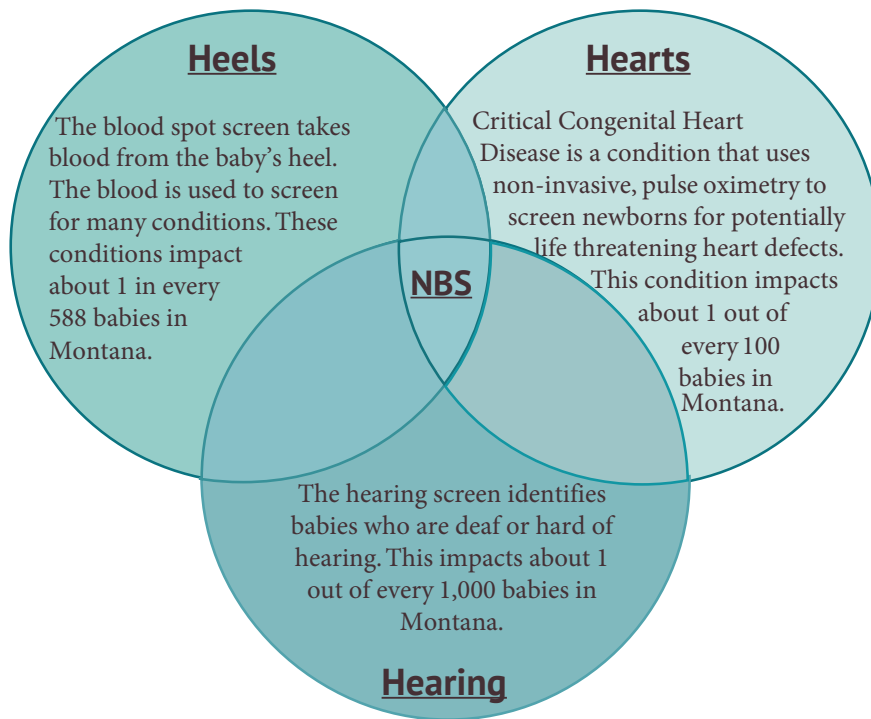 Heels
The blood spot screen takes
blood from the baby’s heel.
The blood is used to screen
for many conditions. These
conditions impact
about 1 in every
588 babies in
Montana.
Hearts
Critical Congenital Heart
Disease is a condition that uses
non-invasive, pulse oximetry to
screen newborns for potentially
life threatening heart defects.
This condition impacts
about 1 out of
every 100
babies in
Montana.
NBS
The hearing screen identifies
babies who are deaf or hard of
hearing. This impacts about 1
out of every 1,000 babies in
Montana.
Hearing